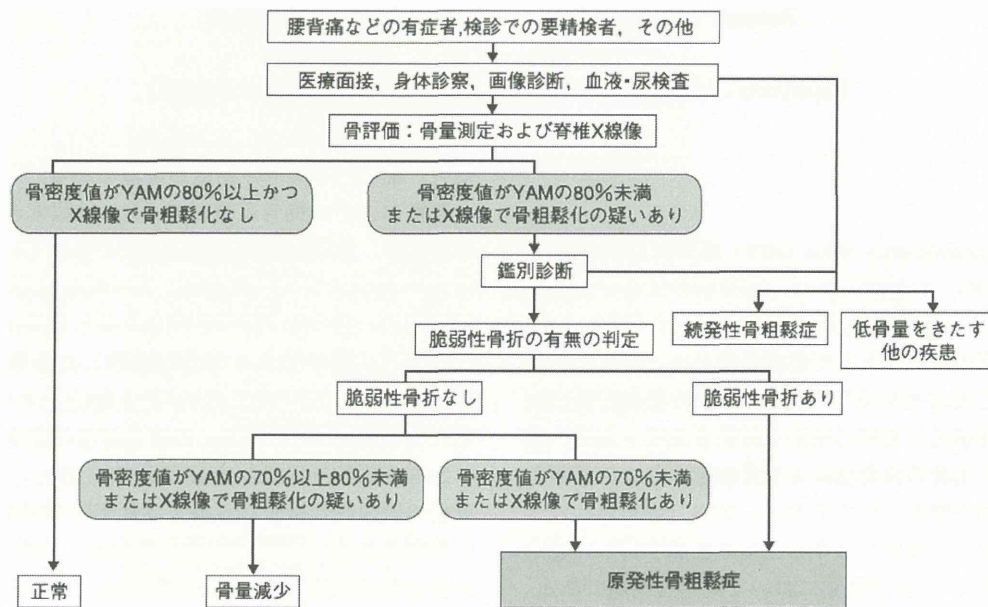 腰背痛などの有症者,検診での要精検者，その他
医療面接，身体診察，画像診断，血液・尿検査
骨評価：骨量測定および脊椎X線像
骨密度値がYAMの80％以上かつ
X線像で骨粗鬆化なし
骨密度値がYAMの80％未満
またはX線像で骨粗鬆化の疑いあり
鑑別診断
続発性骨粗鬆症
低骨量をきたす
他の疾患
脆弱性骨折の有無の判定
脆弱性骨折なし
脆弱性骨折あり
骨密度値がYAMの70％以上80％未満
またはX線像で骨粗鬆化の疑いあり
骨密度値がYAMの70％未満
またはX線像で骨粗鬆化あり
正常
骨量減少
原発性骨粗鬆症